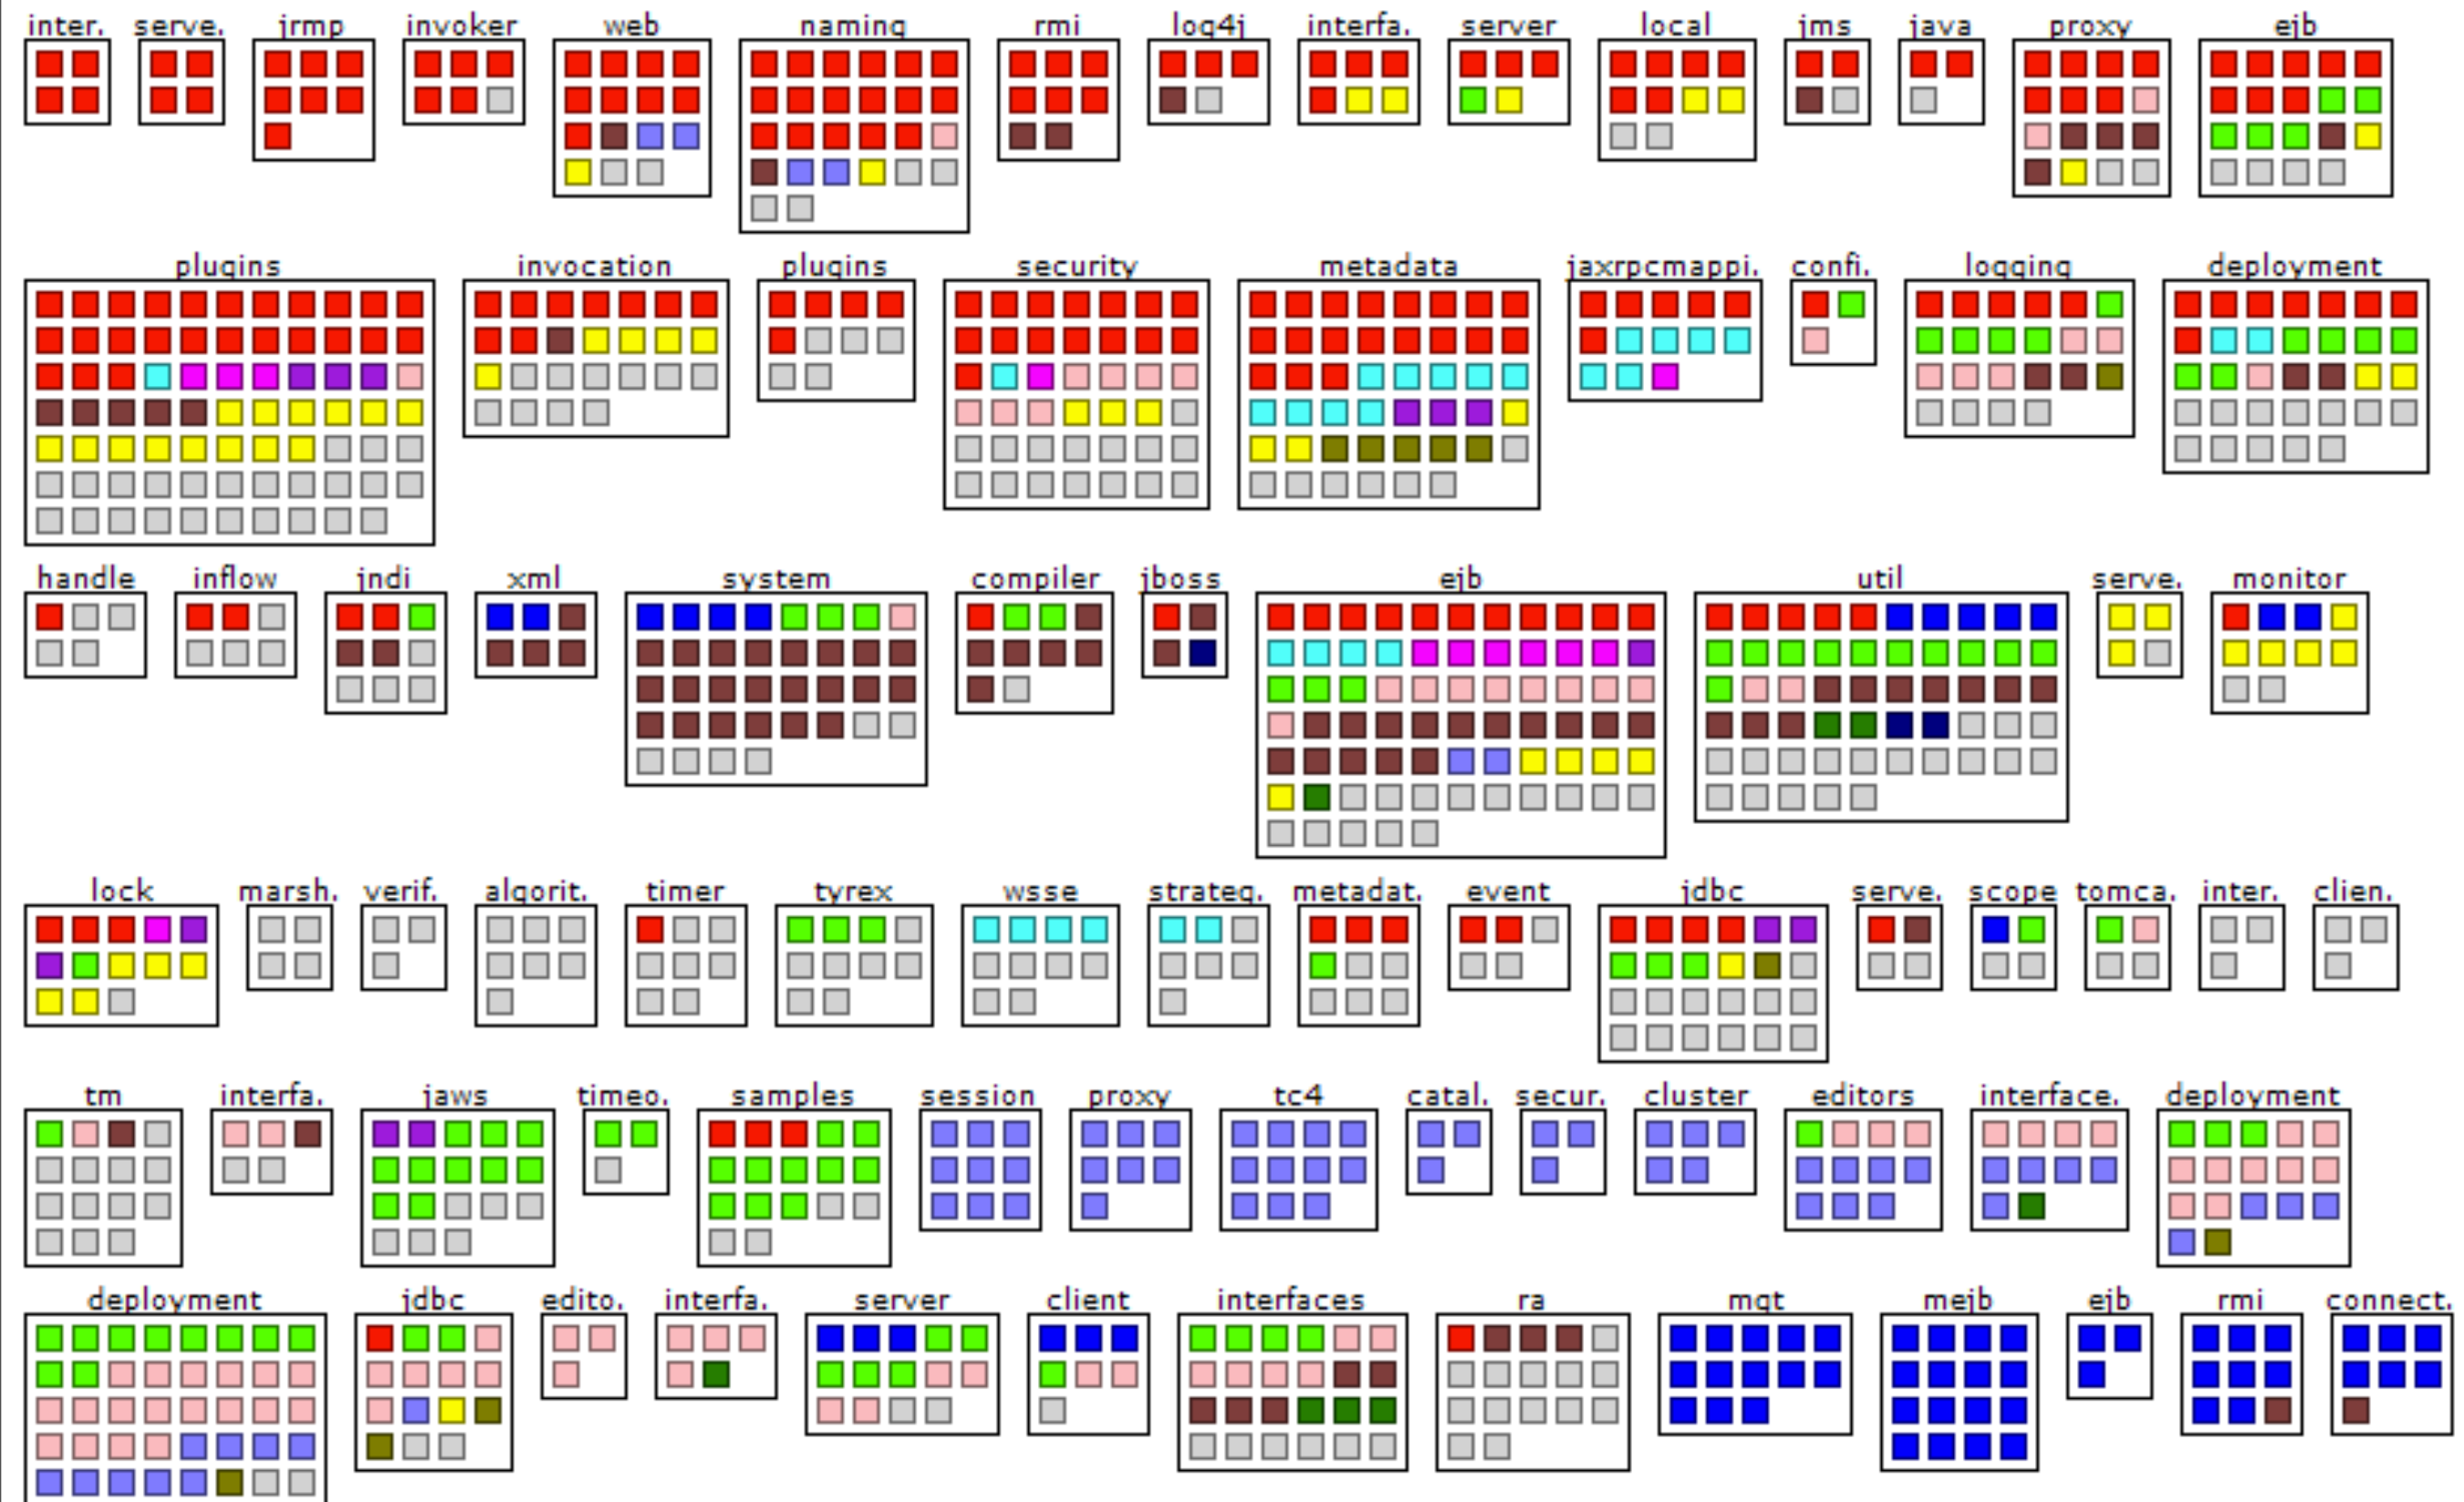 inter. serve. jrmp invoker web naming rmi log4j interfa. server local jms java proxy ejb
plugins invocation plugins security metadata jaxrpcmappi. confi. logging deployment
handle inflow jndi xml system compiler jboss ejb util serve. monitor
lock marsh. verif. algorit. timer tyrex wsse strateg. metadat. event jdbc serve. scope tomca. inter. clien.
tm interfa. jaws timeo. samples session proxy tc4 catal. secur. cluster editors interface. deployment
deployment jdbc edito. interfa. server client interfaces ra mgt mejb ejb rmi connect.